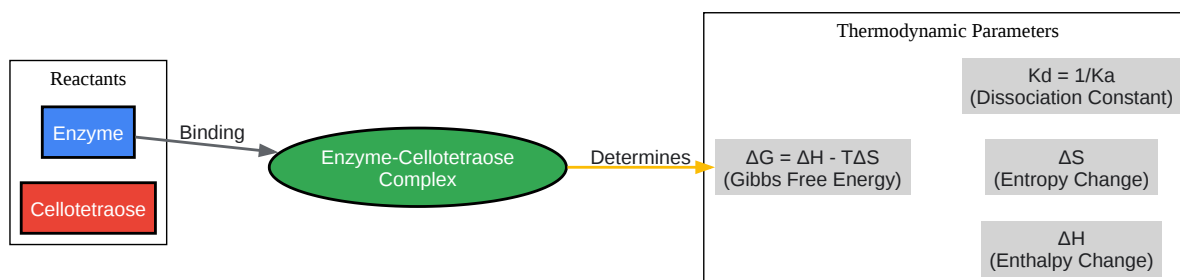 Reactants
Enzyme
Cellotetraose
Binding
Enzyme-Cellotetraose
Complex
Determines
Thermodynamic Parameters
Kd = 1/Ka
(Dissociation Constant)
ΔG = ΔH - TΔS
(Gibbs Free Energy)
ΔS
(Entropy Change)
ΔH
(Enthalpy Change)